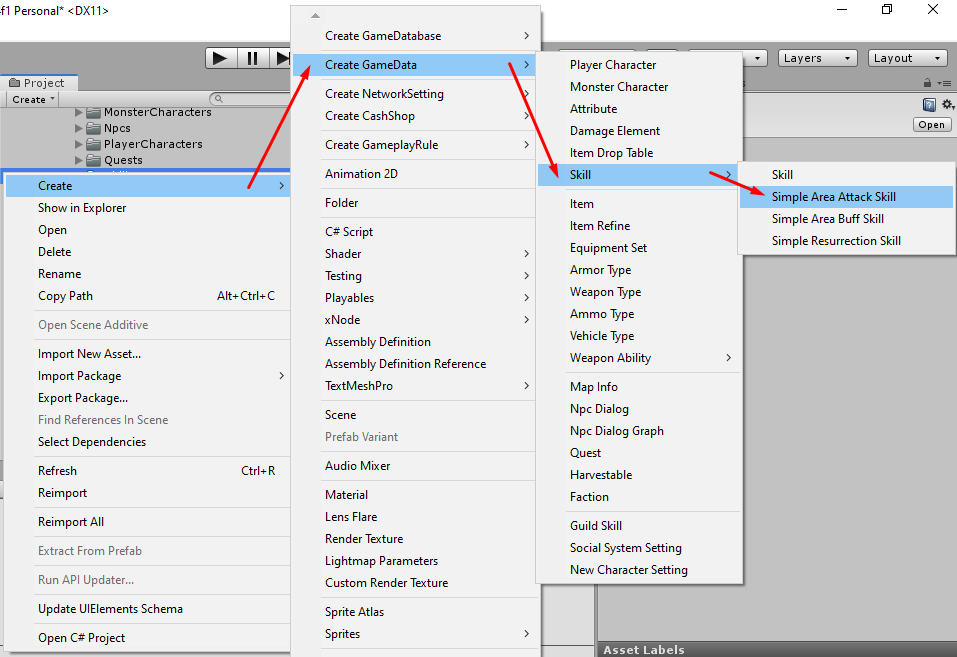 f1 Personal* <DX11>
Layers
Layout
Project
Create
MonsterCharacters
Npcs
PlayerCharacters
Quests
Open
Create
Show in Explorer
Open
Delete
Rename
Copy Path Alt+Ctrl+C
Open Scene Additive
Import New Asset...
Import Package
Export Package...
Find References In Scene
Select Dependencies
Refresh Ctrl+R
Reimport
Reimport All
Extract From Prefab
Run API Updater...
Update UIElements Schema
Open C# Project
Create GameDatabase
Create GameData
Create NetworkSetting
Create CashShop
Create GameplayRule
Animation 2D
Folder
C# Script
Shader
Testing
Playables
xNode
Assembly Definition
Assembly Definition Reference
TextMeshPro
Scene
Prefab Variant
Audio Mixer
Material
Lens Flare
Render Texture
Lightmap Parameters
Custom Render Texture
Sprite Atlas
Sprites
Player Character
Monster Character
Attribute
Damage Element
Item Drop Table
Skill
Item
Item Refine
Equipment Set
Armor Type
Weapon Type
Ammo Type
Vehicle Type
Weapon Ability
Map Info
Npc Dialog
Npc Dialog Graph
Quest
Harvestable
Faction
Guild Skill
Social System Setting
New Character Setting
Skill
Simple Area Attack Skill
Simple Area Buff Skill
Simple Resurrection Skill
Asset Labels